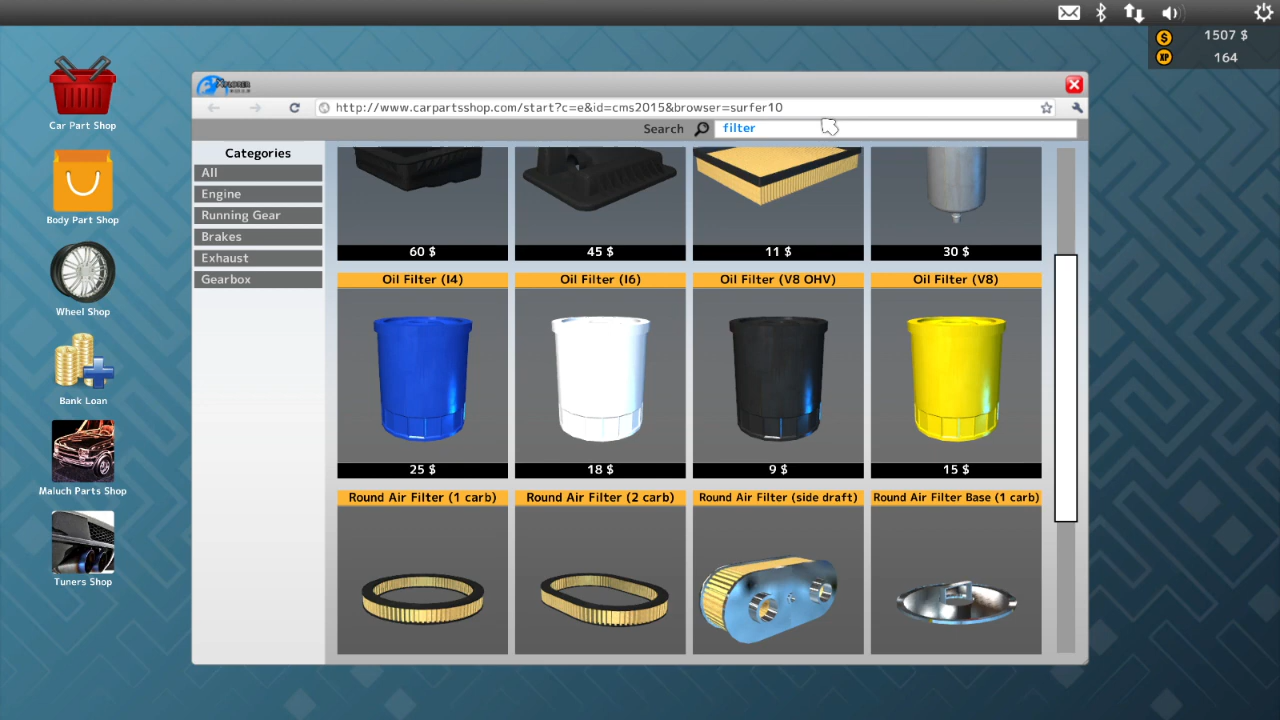 1507 $
$
XP
164
Car Part Shop
Body Part Shop
Wheel Shop
Bank Loan
Maluch Parts Shop
Tuners Shop
XPLORER
http://www.carpartsshop.com/start?c=e&id=cms2015&browser=surfer10
Search filter
Categories
All
Engine
Running Gear
Brakes
Exhaust
Gearbox
60 $ 45 $ 11 $ 30 $
Oil Filter (I4) Oil Filter (I6) Oil Filter (V8 OHV) Oil Filter (V8)
25 $ 18 $ 9 $ 15 $
Round Air Filter (1 carb) Round Air Filter (2 carb) Round Air Filter (side draft) Round Air Filter Base (1 carb)